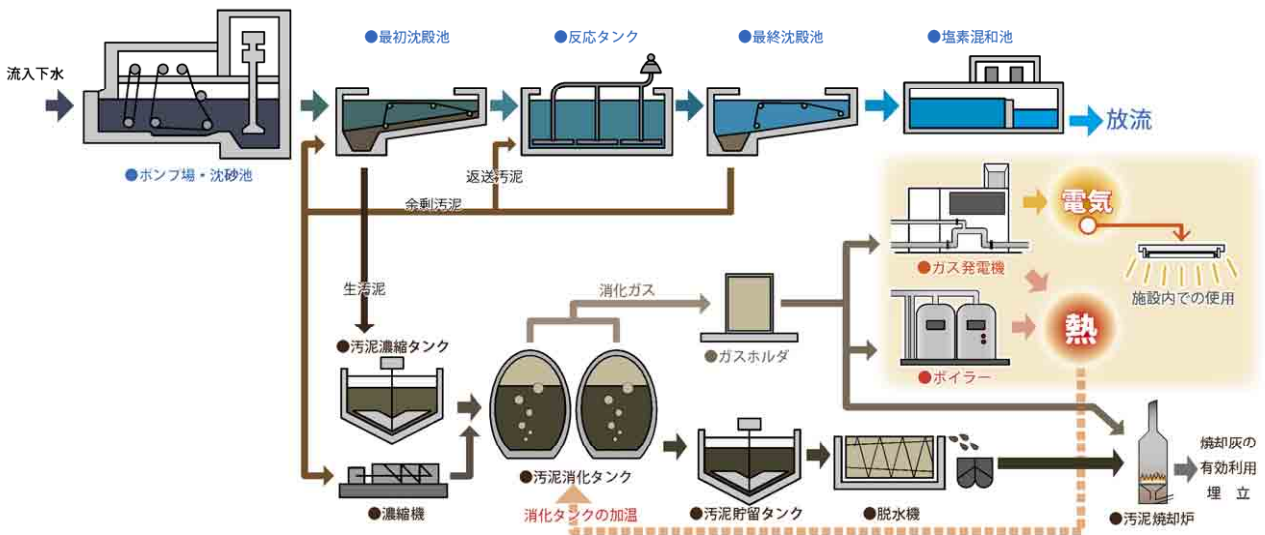 ●最初沈殿池
●反応タンク
●最終沈殿池
●塩素混和池
流入下水
放流
●ポンプ場・沈砂池
返送汚泥
余剰汚泥
電気
●ガス発電機
施設内での使用
生汚泥
消化ガス
熱
●汚泥濃縮タンク
●ガスホルダ
●ボイラー
焼却灰の
有効利用
埋 立
●汚泥消化タンク
●濃縮機
消化タンクの加温
●汚泥貯留タンク
●脱水機
●汚泥焼却炉